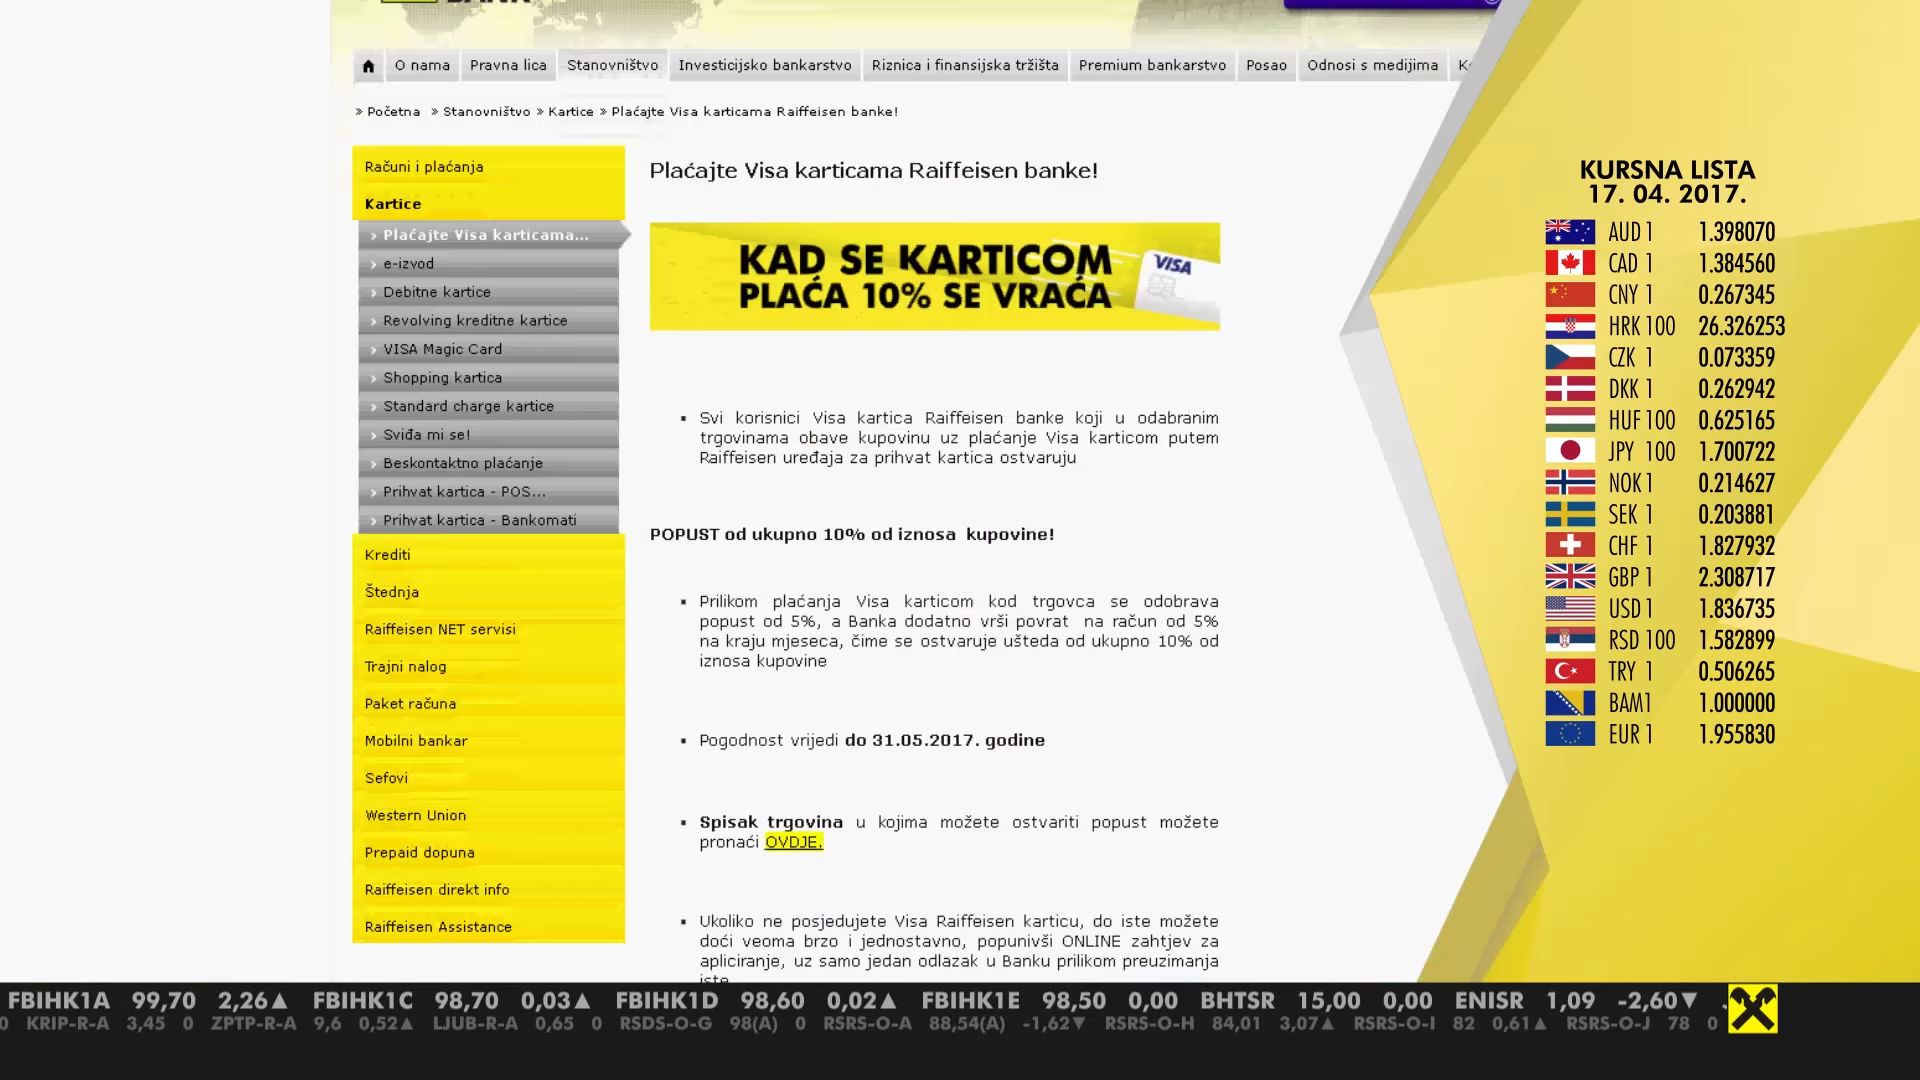 O nama
Pravna lica
Stanovništvo
Investicijsko bankarstvo
Riznica i finansijska tržišta
Premium bankarstvo
Posao
Odnosi s medijima
» Početna » Stanovništvo » Kartice » Plaćajte Visa karticama Raiffeisen banke!
Računi i plaćanja
Kartice
› Plaćajte Visa karticama...
› e-izvod
› Debitne kartice
› Revolving kreditne kartice
› VISA Magic Card
› Shopping kartica
› Standard charge kartice
› Sviđa mi se!
› Beskontaktno plaćanje
› Prihvat kartica - POS...
› Prihvat kartica - Bankomati
Krediti
Štednja
Raiffeisen NET servisi
Trajni nalog
Paket računa
Mobilni bankar
Sefovi
Western Union
Prepaid dopuna
Raiffeisen direkt info
Raiffeisen Assistance
Plaćajte Visa karticama Raiffeisen banke!
KAD SE KARTICOM
PLAĆA 10% SE VRAĆA
VISA
▪ Svi korisnici Visa kartica Raiffeisen banke koji u odabranim
trgovinama obave kupovinu uz plaćanje Visa karticom putem
Raiffeisen uređaja za prihvat kartica ostvaruju
POPUST od ukupno 10% od iznosa kupovine!
▪ Prilikom plaćanja Visa karticom kod trgovca se odobrava
popust od 5%, a Banka dodatno vrši povrat na račun od 5%
na kraju mjeseca, čime se ostvaruje ušteda od ukupno 10% od
iznosa kupovine
▪ Pogodnost vrijedi do 31.05.2017. godine
▪ Spisak trgovina u kojima možete ostvariti popust možete
pronaći OVDJE.
▪ Ukoliko ne posjedujete Visa Raiffeisen karticu, do iste možete
doći veoma brzo i jednostavno, popunivši ONLINE zahtjev za
apliciranje, uz samo jedan odlazak u Banku prilikom preuzimanja
iste.
KURSNA LISTA
17. 04. 2017.
AUD 1 1.398070
CAD 1 1.384560
CNY 1 0.267345
HRK 100 26.326253
CZK 1 0.073359
DKK 1 0.262942
HUF 100 0.625165
JPY 100 1.700722
NOK 1 0.214627
SEK 1 0.203881
CHF 1 1.827932
GBP 1 2.308717
USD 1 1.836735
RSD 100 1.582899
TRY 1 0.506265
BAM 1 1.000000
EUR 1 1.955830
FBIHK1A 99,70 2,26▲ FBIHK1C 98,70 0,03▲ FBIHK1D 98,60 0,02▲ FBIHK1E 98,50 0,00 BHTSR 15,00 0,00 ENISR 1,09 -2,60▼
0 KRIP-R-A 3,45 0 ZPTP-R-A 9,6 0,52▲ LJUB-R-A 0,65 0 RSDS-O-G 98(A) 0 RSRS-O-A 88,54(A) -1,62▼ RSRS-O-H 84,01 3,07▲ RSRS-O-I 82 0,61▲ RSRS-O-J 78 0